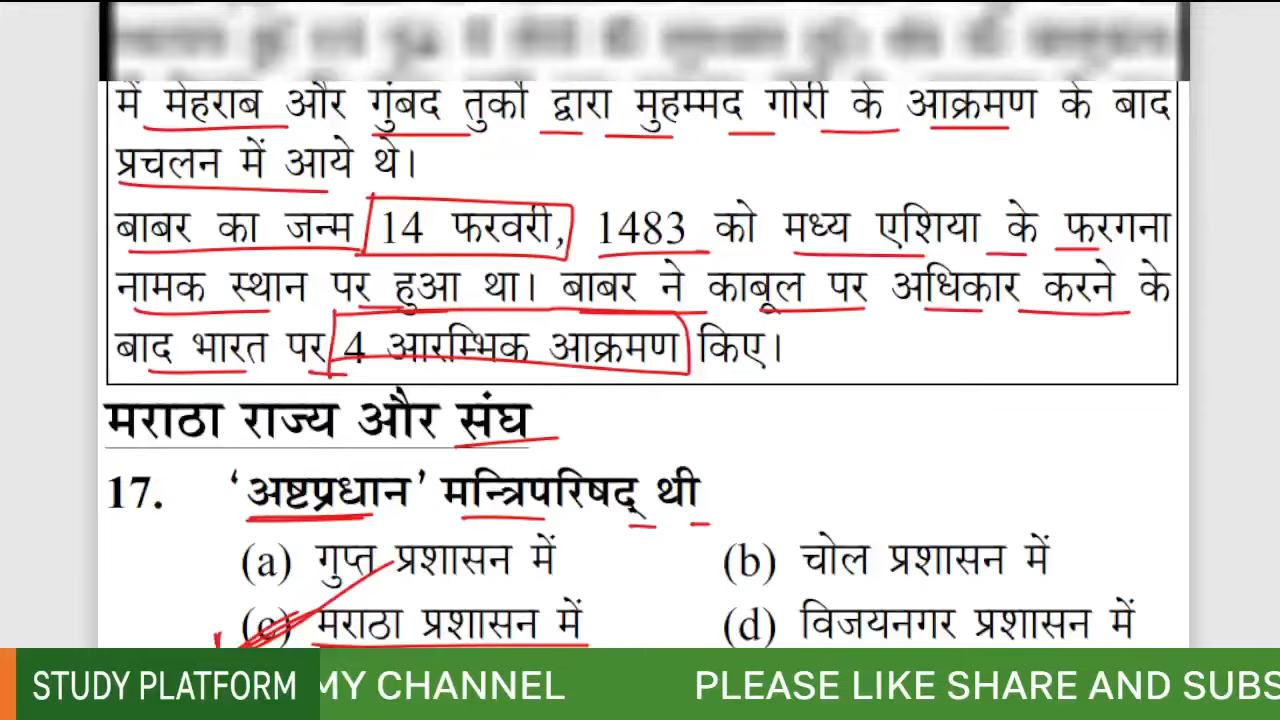 में मेहराब और गुंबद तुर्कों द्वारा मुहम्मद गोरी के आक्रमण के बाद
प्रचलन में आये थे।
बाबर का जन्म 14 फरवरी, 1483 को मध्य एशिया के फरगना
नामक स्थान पर हुआ था। बाबर ने काबूल पर अधिकार करने के
बाद भारत पर 4 आरम्भिक आक्रमण किए।
मराठा राज्य और संघ
17. ‘अष्टप्रधान’ मन्त्रिपरिषद् थी
(a) गुप्त प्रशासन में (b) चोल प्रशासन में
(c) मराठा प्रशासन में (d) विजयनगर प्रशासन में
STUDY PLATFORM MY CHANNEL PLEASE LIKE SHARE AND SUBS